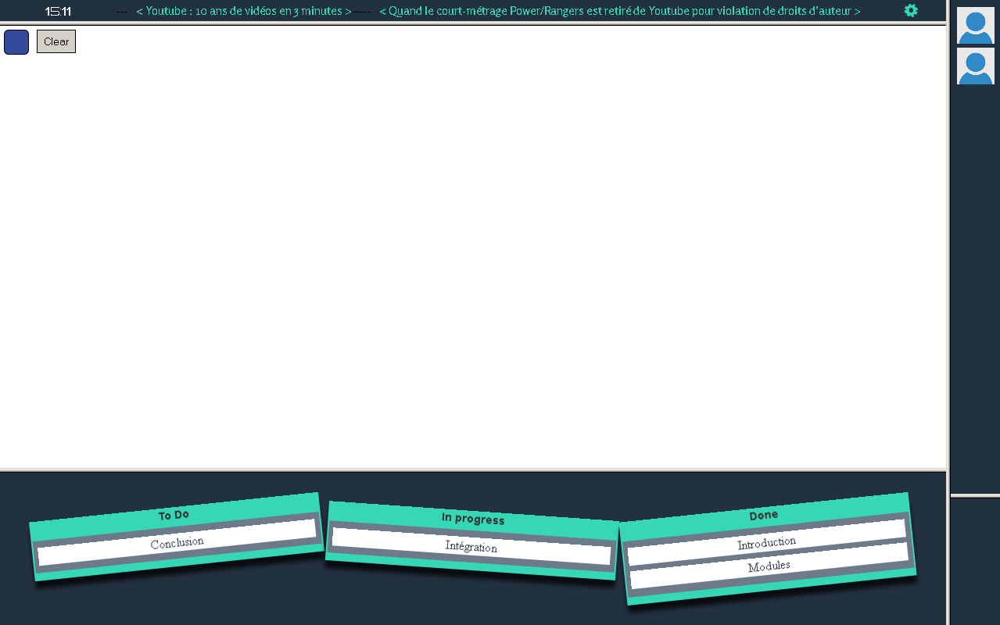 15:11 --- < Youtube : 10 ans de vidéos en 3 minutes >----- < Quand le court-métrage Power/Rangers est retiré de Youtube pour violation de droits d'auteur >
Clear
To Do
Conclusion
In progress
Intégration
Done
Introduction
Modules